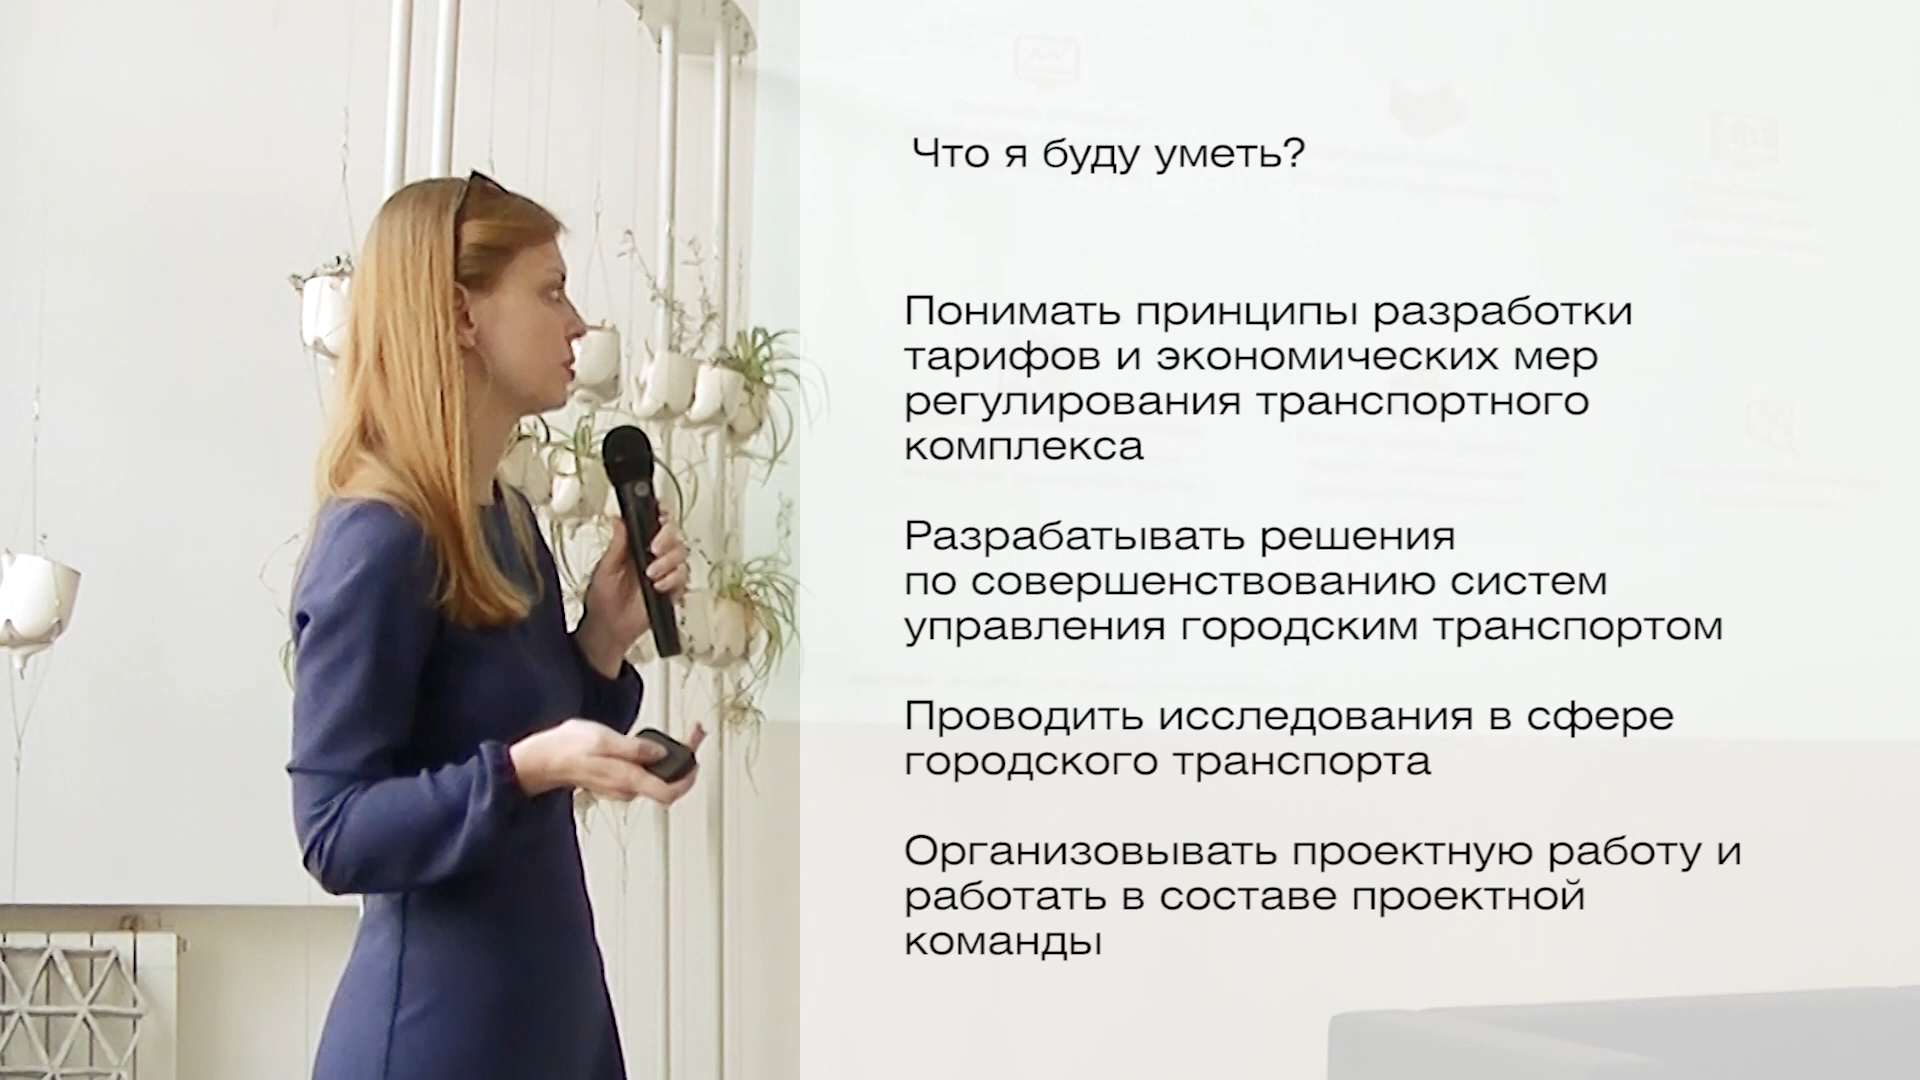 Что я буду уметь?
Понимать принципы разработки
тарифов и экономических мер
регулирования транспортного
комплекса
Разрабатывать решения
по совершенствованию систем
управления городским транспортом
Проводить исследования в сфере
городского транспорта
Организовывать проектную работу и
работать в составе проектной
команды